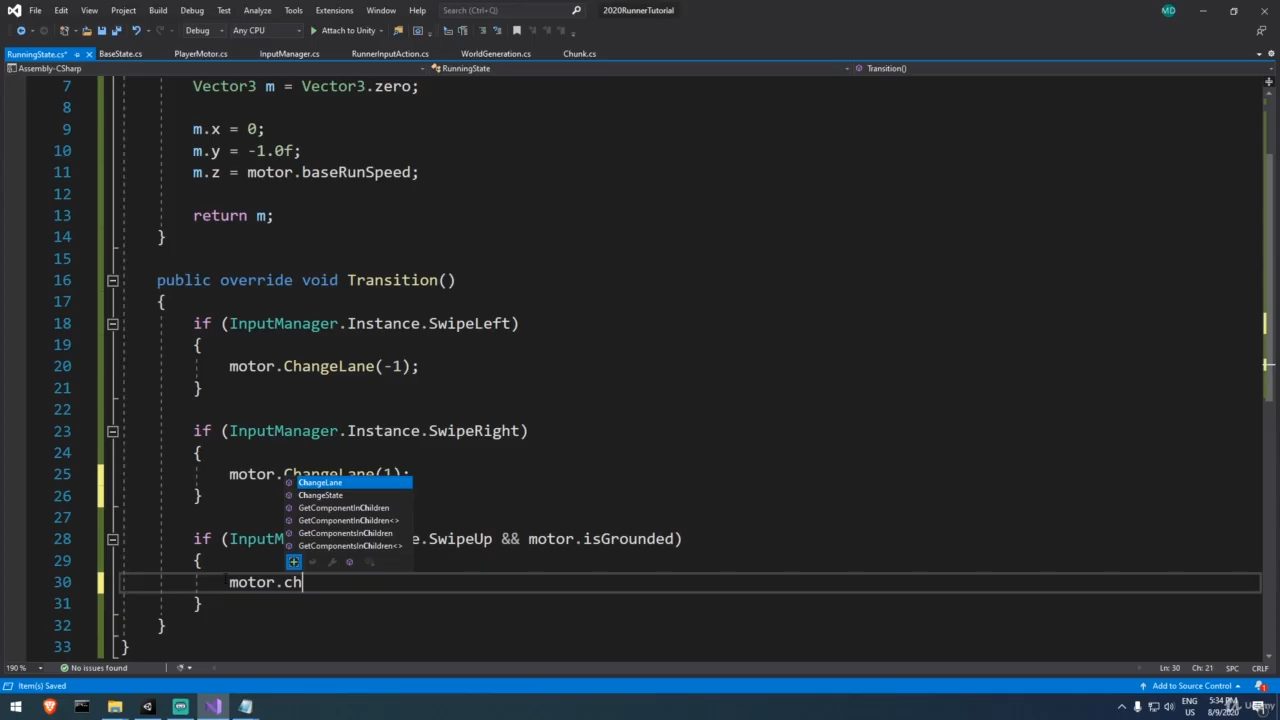 File Edit View Project Build Debug Test Analyze Tools Extensions Window Help Search (Ctrl+Q) 2020RunnerTutorial MD
Debug Any CPU Attach to Unity
RunningState.cs* BaseState.cs PlayerMotor.cs InputManager.cs RunnerInputAction.cs WorldGeneration.cs Chunk.cs
Assembly-CSharp RunningState Transition()
7 Vector3 m = Vector3.zero;
8
9 m.x = 0;
10 m.y = -1.0f;
11 m.z = motor.baseRunSpeed;
12
13 return m;
14 }
15
16 public override void Transition()
17 {
18 if (InputManager.Instance.SwipeLeft)
19 {
20 motor.ChangeLane(-1);
21 }
22
23 if (InputManager.Instance.SwipeRight)
24 {
25 motor.ChangeLane(1);
26 }
27
28 if (InputM e.SwipeUp && motor.isGrounded)
29 {
30 motor.ch
31 }
32 }
33 }
ChangeLane
ChangeState
GetComponentInChildren
GetComponentInChildren<>
GetComponentsInChildren
GetComponentsInChildren<>
190 % No issues found Ln: 30 Ch: 21 SPC CRLF
Item(s) Saved Add to Source Control 1
ENG
US
5:34 PM
8/9/2020
Udemy